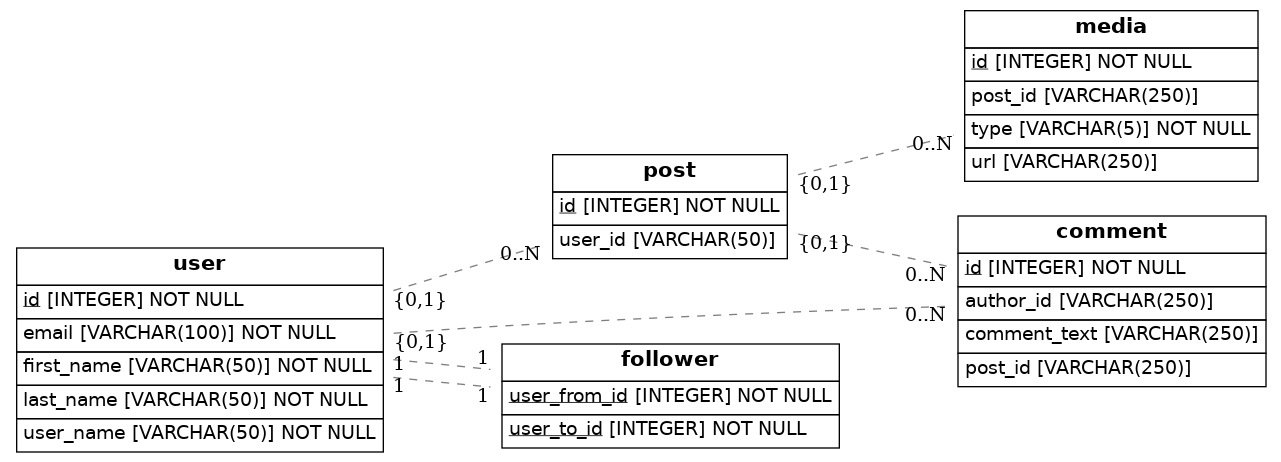 media
id [INTEGER] NOT NULL
post_id [VARCHAR(250)]
type [VARCHAR(5)] NOT NULL
url [VARCHAR(250)]
0..N
{0,1}
post
id [INTEGER] NOT NULL
user_id [VARCHAR(50)]
{0,1}
0..N
comment
id [INTEGER] NOT NULL
author_id [VARCHAR(250)]
comment_text [VARCHAR(250)]
post_id [VARCHAR(250)]
0..N
0..N
{0,1}
user
id [INTEGER] NOT NULL
email [VARCHAR(100)] NOT NULL
first_name [VARCHAR(50)] NOT NULL
last_name [VARCHAR(50)] NOT NULL
user_name [VARCHAR(50)] NOT NULL
{0,1}
1
1
1
1
follower
user_from_id [INTEGER] NOT NULL
user_to_id [INTEGER] NOT NULL